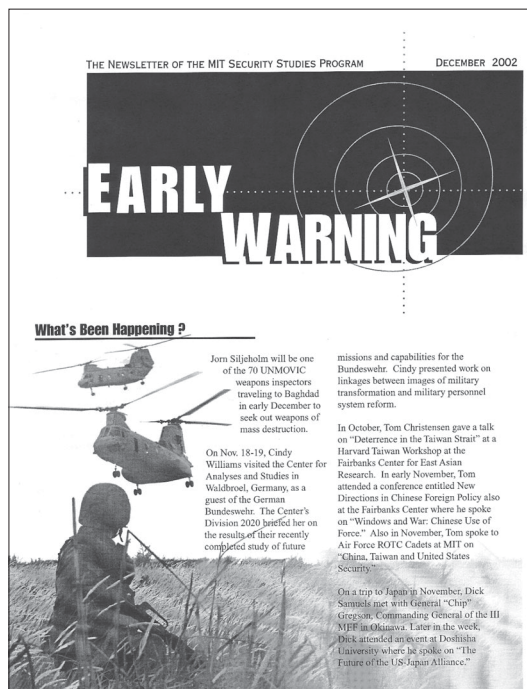 THE NEWSLETTER OF THE MIT SECURITY STUDIES PROGRAM
DECEMBER 2002
EARLY
WARNING
What's Been Happening ?
Jorn Siljeholm will be one
of the 70 UNMOVIC
weapons inspectors
traveling to Baghdad
in early December to
seek out weapons of
mass destruction.
On Nov. 18-19, Cindy
Williams visited the Center for
Analyses and Studies in
Waldbroel, Germany, as a
guest of the German
Bundeswehr. The Center's
Division 2020 briefed her on
the results of their recently
completed study of future
missions and capabilities for the
Bundeswehr. Cindy presented work on
linkages between images of military
transformation and military personnel
system reform.
In October, Tom Christensen gave a talk
on "Deterrence in the Taiwan Strait" at a
Harvard Taiwan Workshop at the
Fairbanks Center for East Asian
Research. In early November, Tom
attended a conference entitled New
Directions in Chinese Foreign Policy also
at the Fairbanks Center where he spoke
on "Windows and War: Chinese Use of
Force." Also in November, Tom spoke to
Air Force ROTC Cadets at MIT on
"China, Taiwan and United States
Security."
On a trip to Japan in November, Dick
Samuels met with General "Chip"
Gregson, Commanding General of the III
MEF in Okinawa. Later in the week,
Dick attended an event at Doshisha
University where he spoke on "The
Future of the US-Japan Alliance."